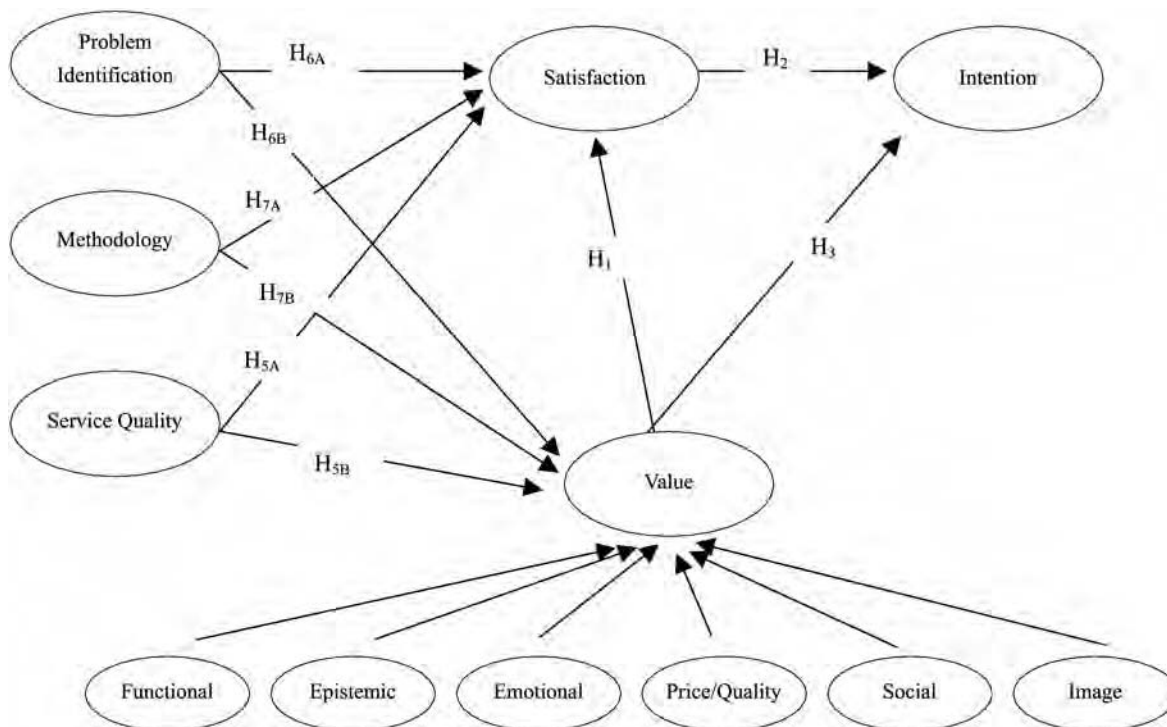 Problem
Identification
H6A
Satisfaction
H2
Intention
H6B
H7A
Methodology
H1
H3
H7B
H5A
Service Quality
H5B
Value
Functional
Epistemic
Emotional
Price/Quality
Social
Image